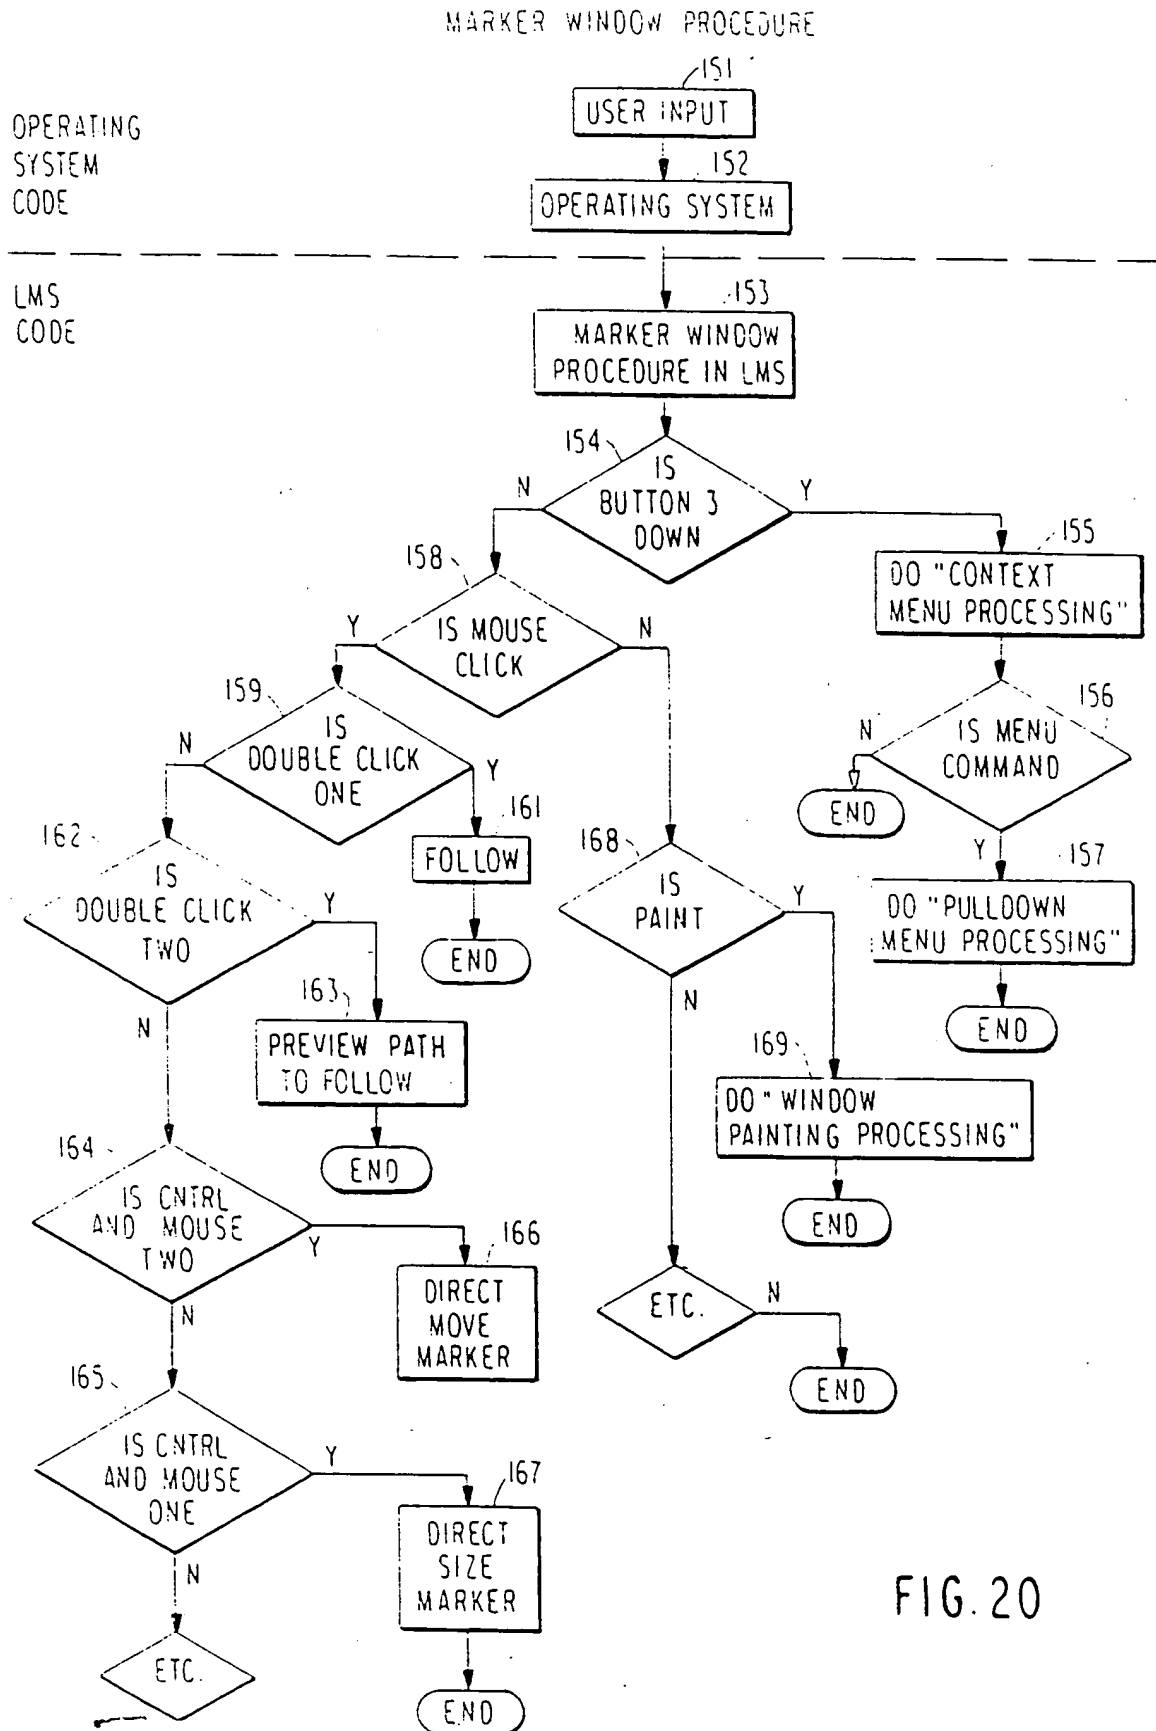 MARKER WINDOW PROCEDURE
151
USER INPUT
OPERATING
SYSTEM
CODE
152
OPERATING SYSTEM
LMS
CODE
153
MARKER WINDOW
PROCEDURE IN LMS
154
IS
BUTTON 3
DOWN
N
Y
155
DO "CONTEXT
MENU PROCESSING"
158
IS MOUSE
CLICK
Y
N
156
IS MENU
COMMAND
N
END
Y
157
DO "PULLDOWN
MENU PROCESSING"
END
159
IS
DOUBLE CLICK
ONE
N
Y
161
FOLLOW
END
162
IS
DOUBLE CLICK
TWO
Y
N
163
PREVIEW PATH
TO FOLLOW
END
168
IS
PAINT
Y
N
169
DO "WINDOW
PAINTING PROCESSING"
END
164
IS CNTRL
AND MOUSE
TWO
Y
N
166
DIRECT
MOVE
MARKER
ETC.
N
END
165
IS CNTRL
AND MOUSE
ONE
Y
N
167
DIRECT
SIZE
MARKER
END
ETC.
FIG. 20